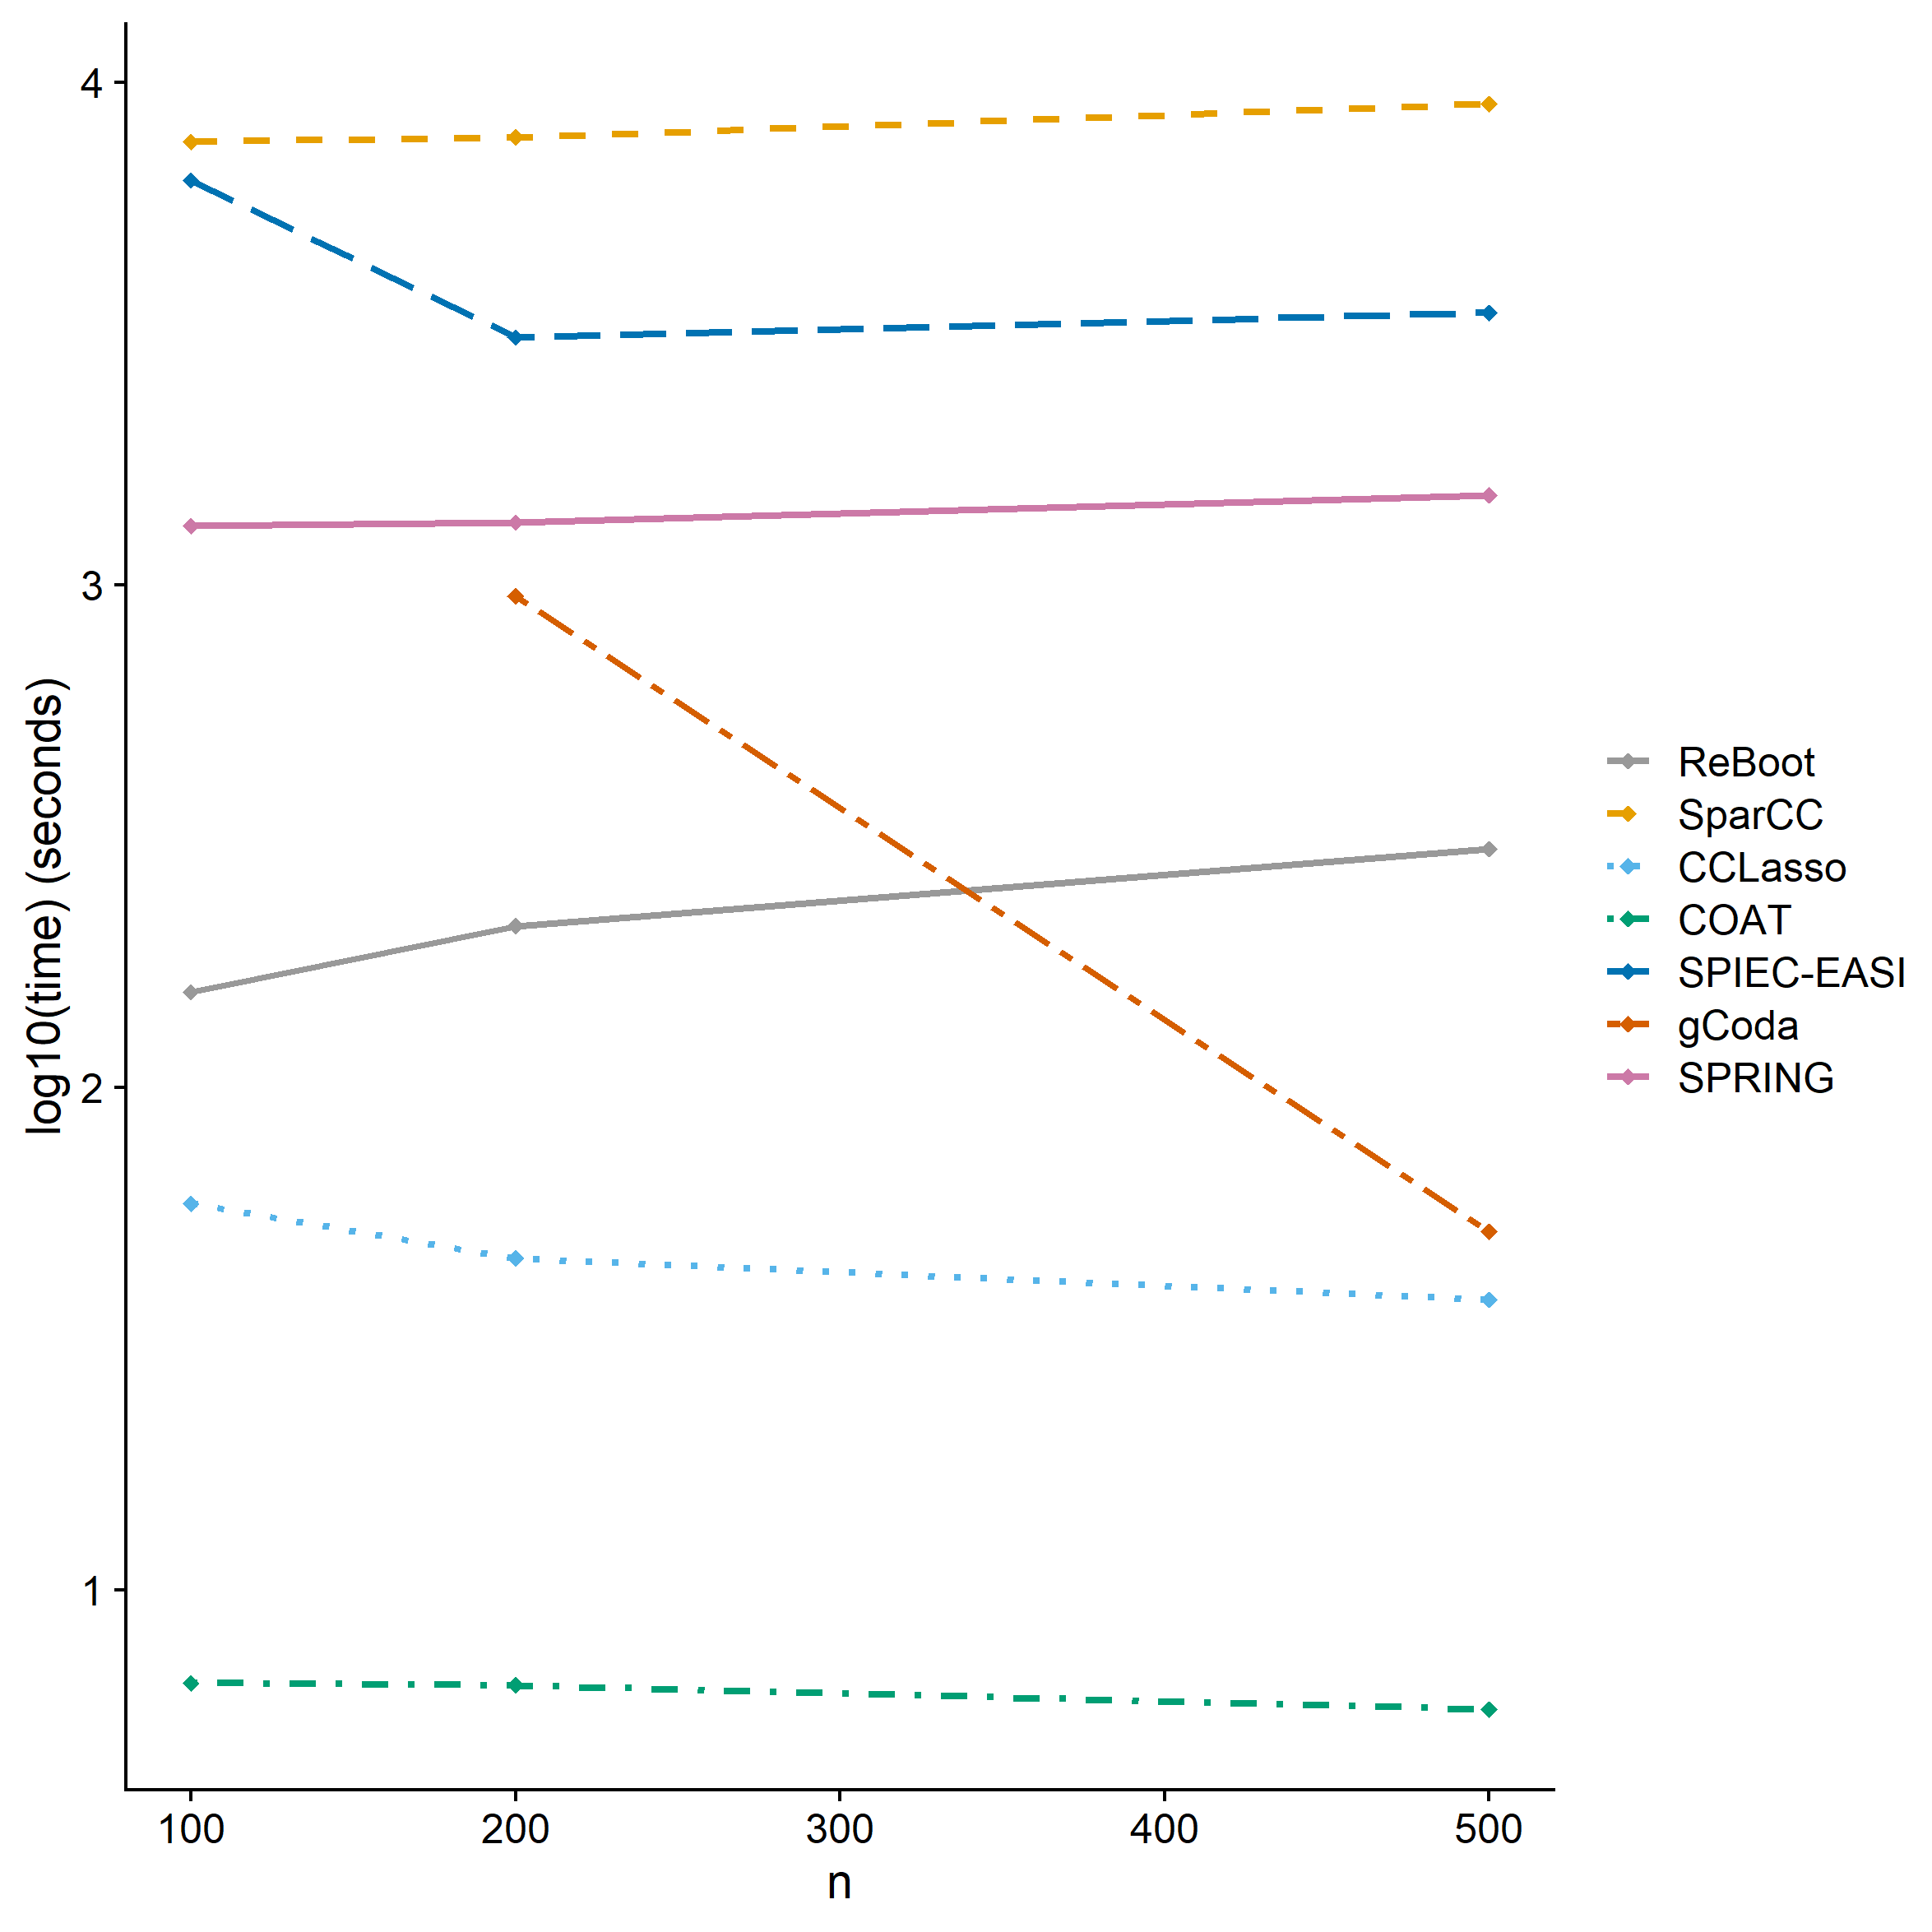 4
3
2
1
log10(time) (seconds)
100 200 300 400 500
n
ReBoot
SparCC
CCLasso
COAT
SPIEC-EASI
gCoda
SPRING